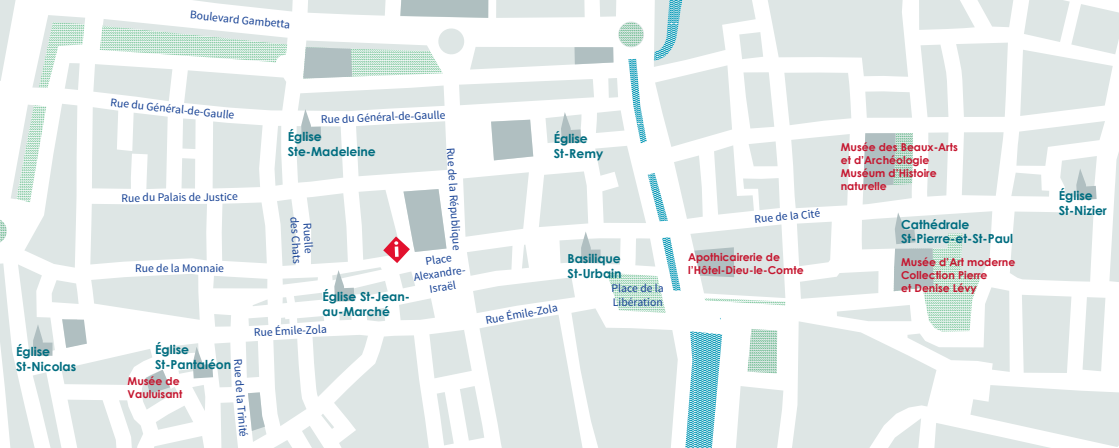 Boulevard Gambetta
Rue du Général-de-Gaulle
Rue du Général-de-Gaulle
Église
Ste-Madeleine
Église
St-Remy
Musée des Beaux-Arts
et d'Archéologie
Muséum d'Histoire
naturelle
Rue de la République
Rue du Palais de Justice
Église
St-Nizier
Rue de la Cité
Ruelle
des Chats
Cathédrale
St-Pierre-et-St-Paul
i
Place
Alexandre-
Israël
Basilique
St-Urbain
Apothicairerie de
l'Hôtel-Dieu-le-Comte
Musée d'Art moderne
Collection Pierre
et Denise Lévy
Rue de la Monnaie
Place de la
Libération
Église St-Jean-
au-Marché
Rue Émile-Zola
Rue Émile-Zola
Église
St-Nicolas
Église
St-Pantaléon
Musée de
Vauluisant
Rue de la Trinité